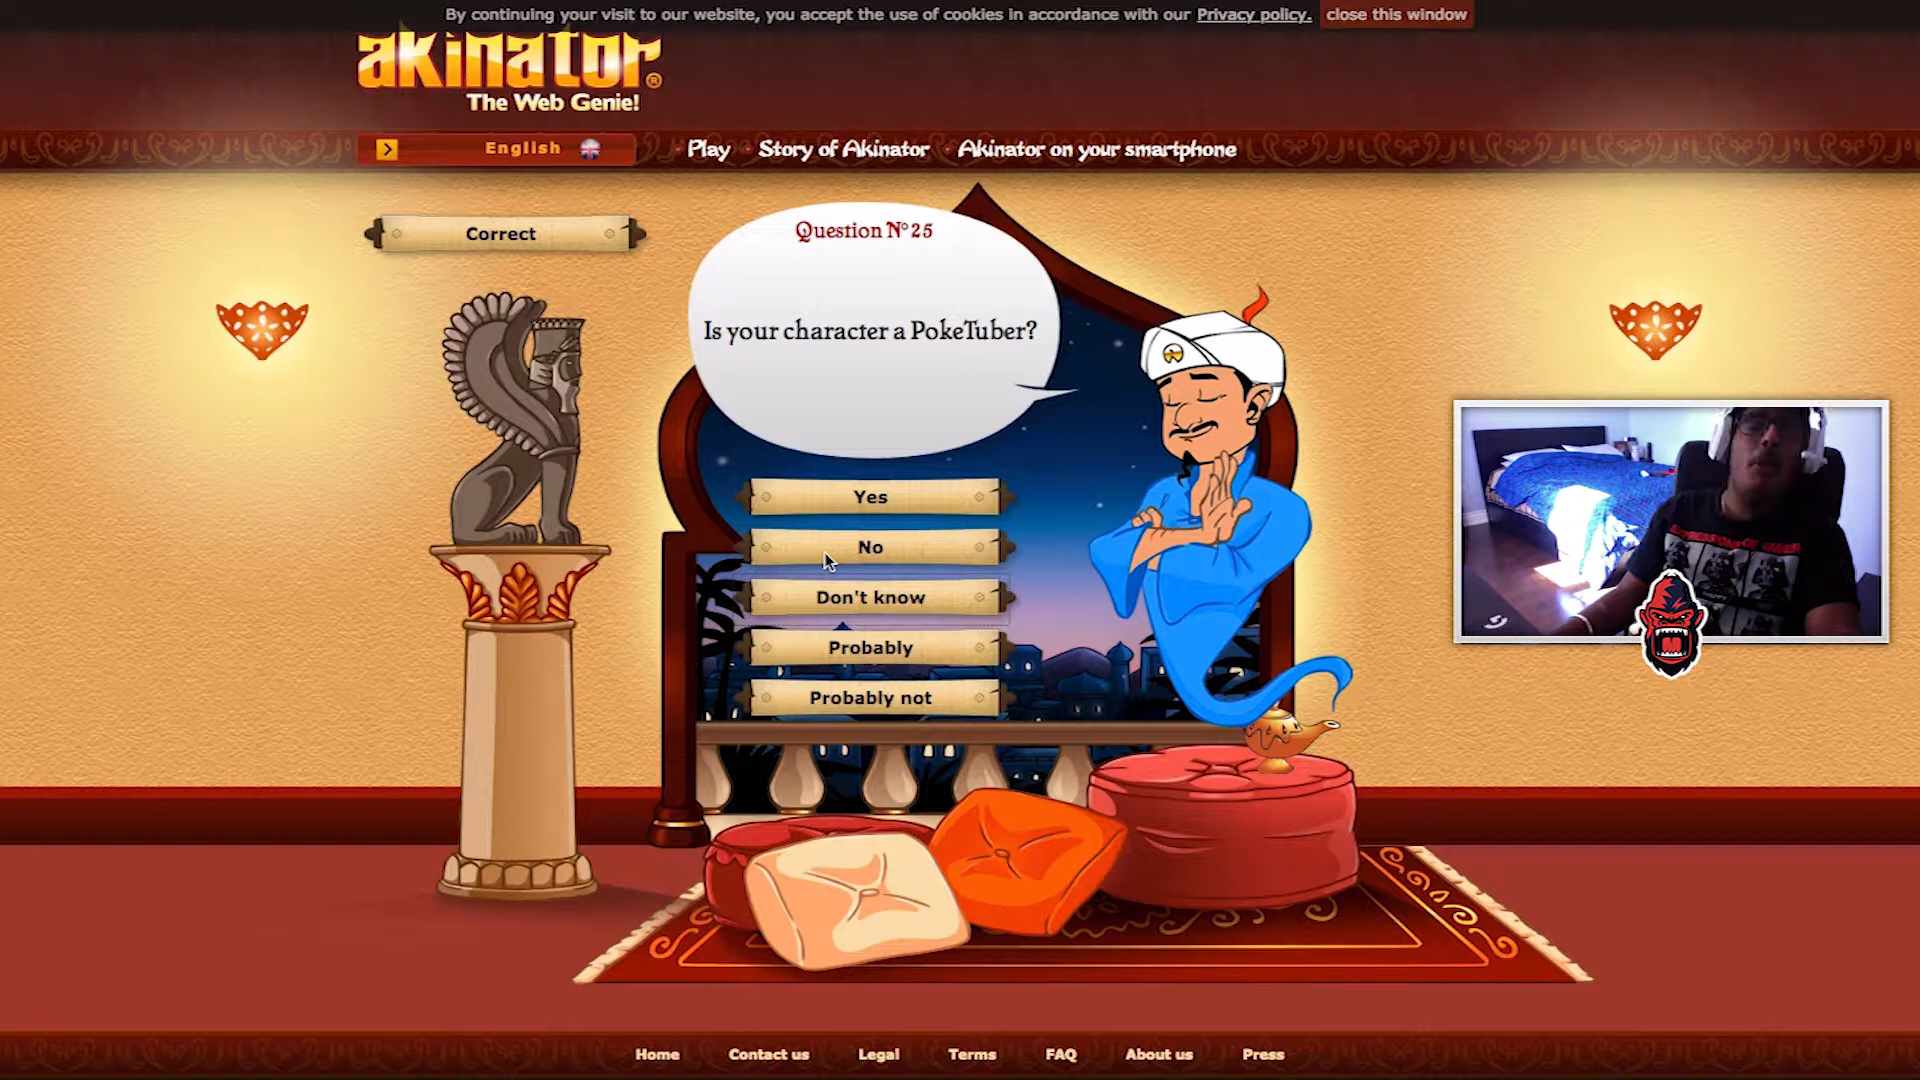 By continuing your visit to our website, you accept the use of cookies in accordance with our Privacy policy. close this window
akinator®
The Web Genie!
English
Play
Story of Akinator
Akinator on your smartphone
Correct
Question N°25
Is your character a PokeTuber?
Yes
No
Don't know
Probably
Probably not
Home
Contact us
Legal
Terms
FAQ
About us
Press